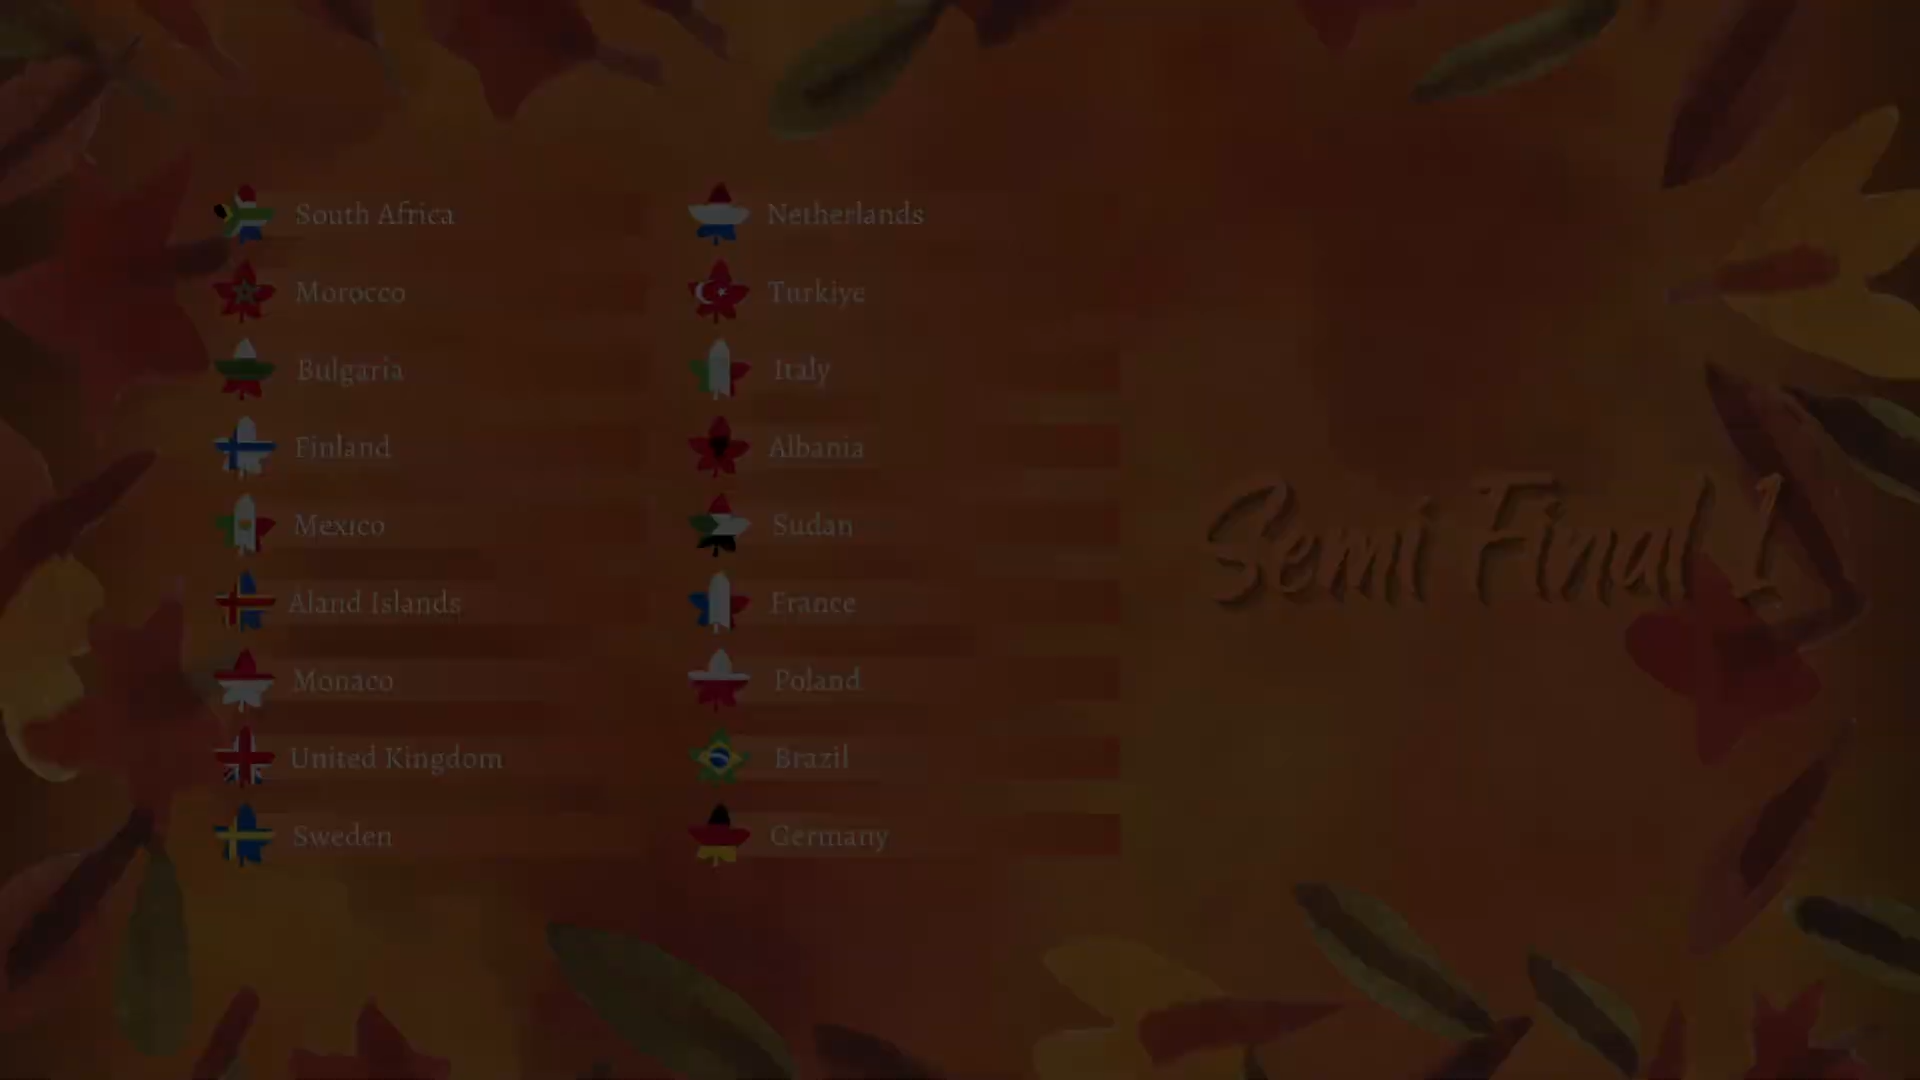 South Africa
Morocco
Bulgaria
Finland
Mexico
Aland Islands
Monaco
United Kingdom
Sweden
Netherlands
Turkiye
Italy
Albania
Sudan
France
Poland
Brazil
Germany
Semi Final 1